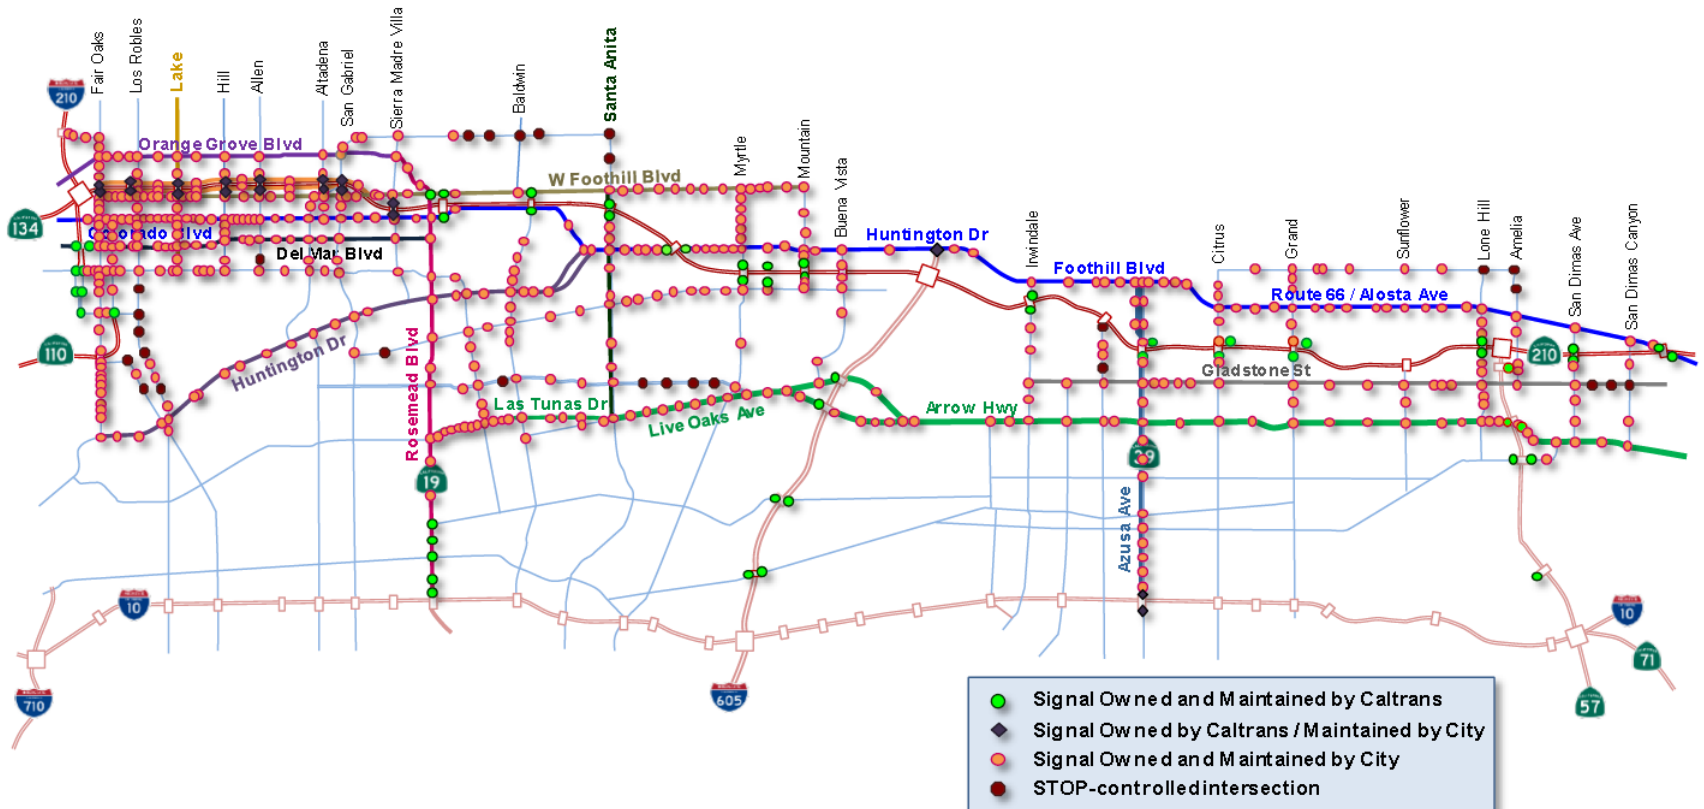 Fair Oaks
Los Robles
Lake
Hill
Allen
Altadena
San Gabriel
Sierra Madre Villa
Baldwin
Santa Anita
Myrtle
Mountain
Buena Vista
Irwindale
Citrus
Grand
Sunflower
Lone Hill
Amelia
San Dimas Ave
San Dimas Canyon
210
Orange Grove Blvd
W Foothill Blvd
134
Colorado Blvd
Del Mar Blvd
Huntington Dr
Foothill Blvd
Route 66 / Alosta Ave
110
Huntington Dr
210
Gladstone St
Rosemead Blvd
Las Tunas Dr
Live Oaks Ave
Arrow Hwy
19
39
Azusa Ave
10
10
710
605
71
57
Signal Owned and Maintained by Caltrans
Signal Owned by Caltrans / Maintained by City
Signal Owned and Maintained by City
STOP-controlled intersection